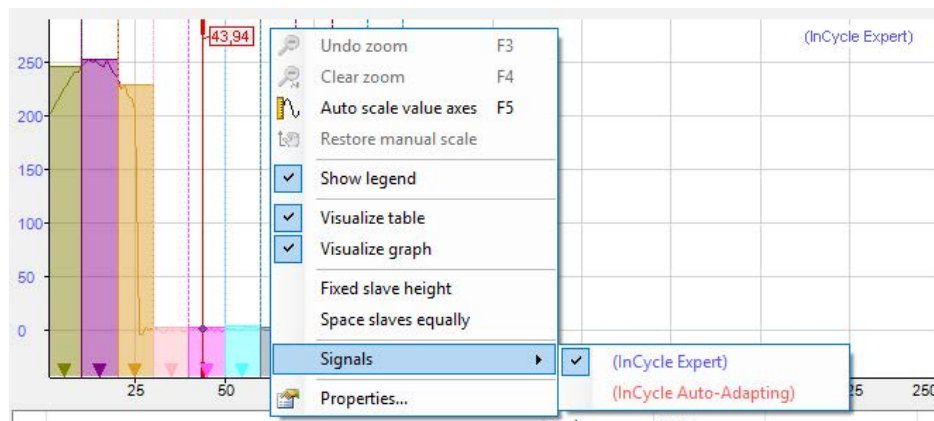 43,94
(InCycle Expert)
250
200
150
100
50
0
25
50
25
250
Undo zoom F3
Clear zoom F4
Auto scale value axes F5
Restore manual scale
Show legend
Visualize table
Visualize graph
Fixed slave height
Space slaves equally
Signals
Properties...
(InCycle Expert)
(InCycle Auto-Adapting)